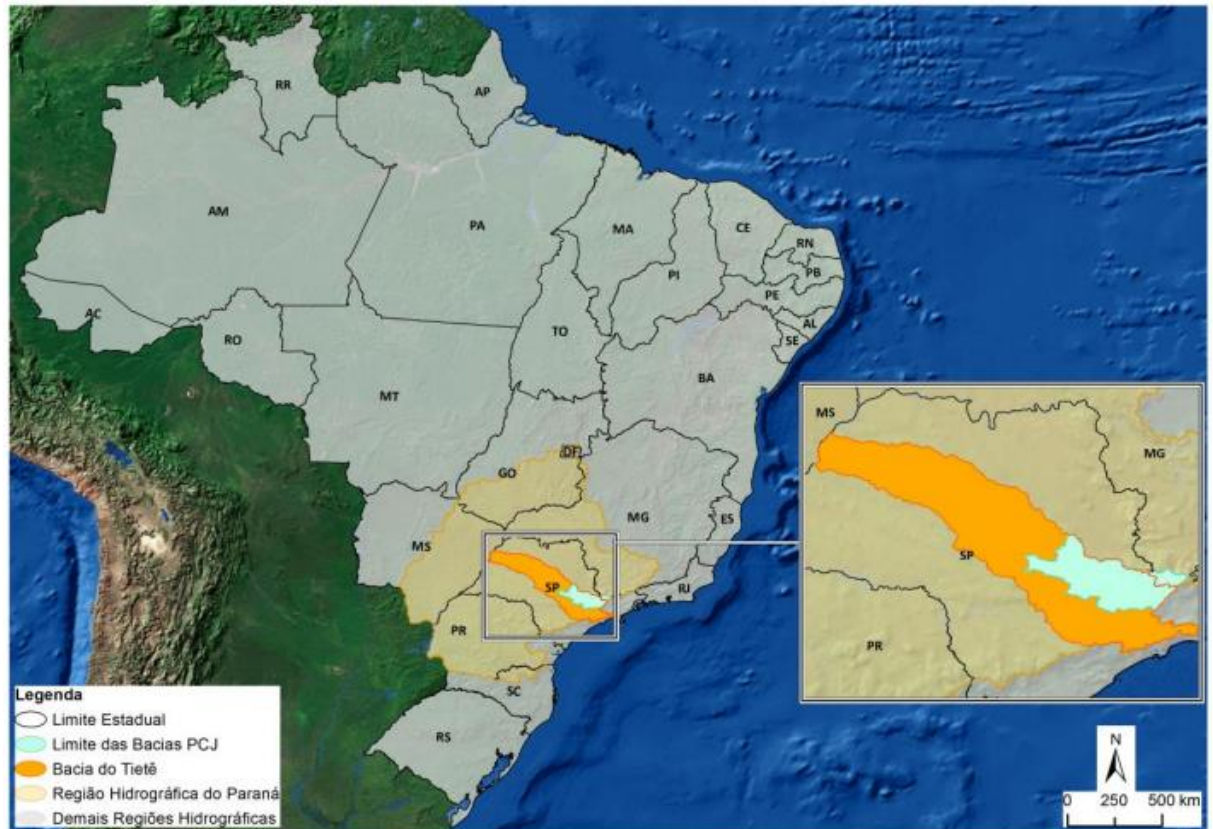 RR
AP
AM
PA
MA
CE
RN
PB
PI
PE
AC
AL
TO
SE
RO
BA
MT
DF
GO
MG
ES
MS
SP
RJ
PR
SC
RS
MS
MG
SP
PR
Legenda
Limite Estadual
Limite das Bacias PCJ
Bacia do Tietê
Região Hidrográfica do Paraná
Demais Regiões Hidrográficas
N
0 250 500 km